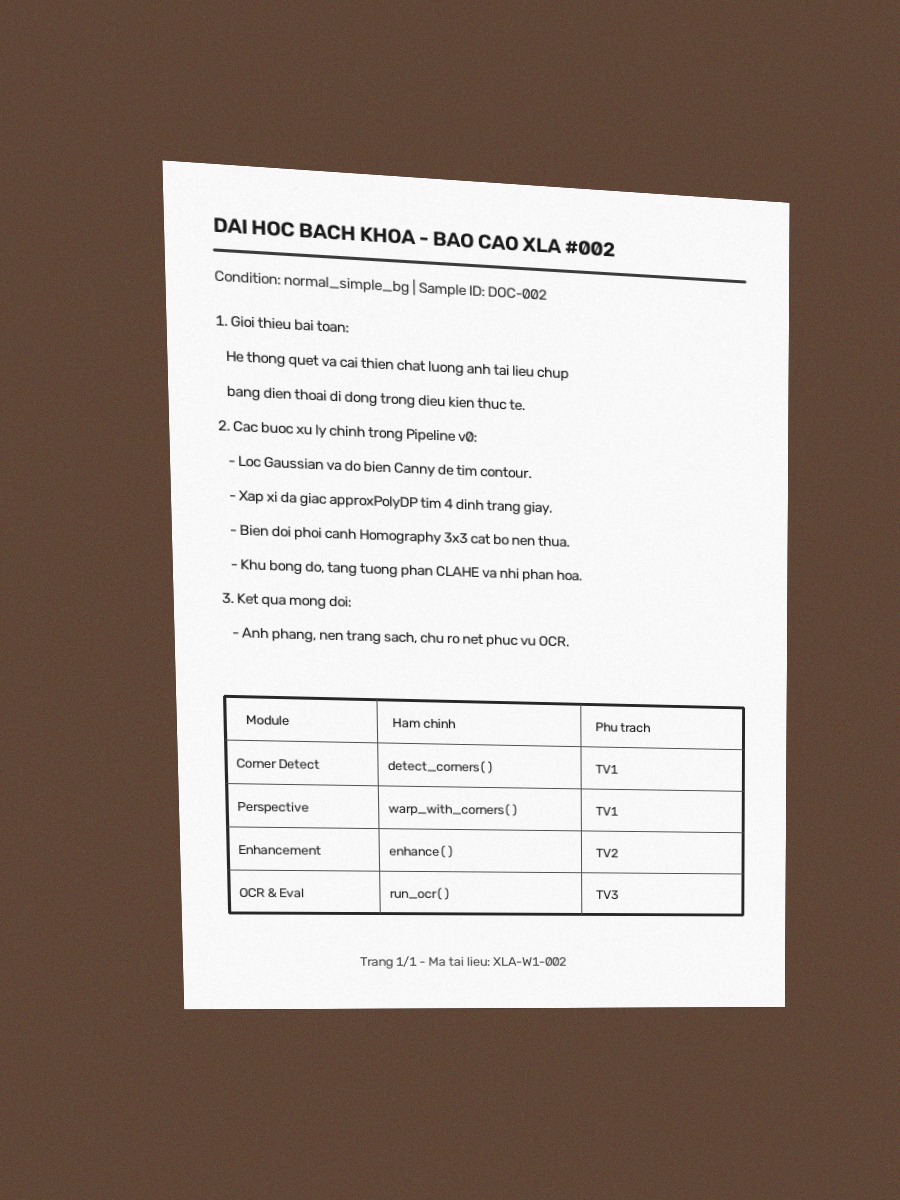 DAI HOC BACH KHOA - BAO CAO XLA #002
Condition: normal_simple_bg | Sample ID: DOC-002
1. Gioi thieu bai toan:
He thong quet va cai thien chat luong anh tai lieu chup
bang dien thoai di dong trong dieu kien thuc te.
2. Cac buoc xu ly chinh trong Pipeline v0:
- Loc Gaussian va do bien Canny de tim contour.
- Xap xi da giac approxPolyDP tim 4 dinh trang giay.
- Bien doi phoi canh Homography 3x3 cat bo nen thua.
- Khu bong do, tang tuong phan CLAHE va nhi phan hoa.
3. Ket qua mong doi:
- Anh phang, nen trang sach, chu ro net phuc vu OCR.
Module Ham chinh Phu trach
Corner Detect detect_corners() TV1
Perspective warp_with_corners() TV1
Enhancement enhance() TV2
OCR & Eval run_ocr() TV3
Trang 1/1 - Ma tai lieu: XLA-W1-002